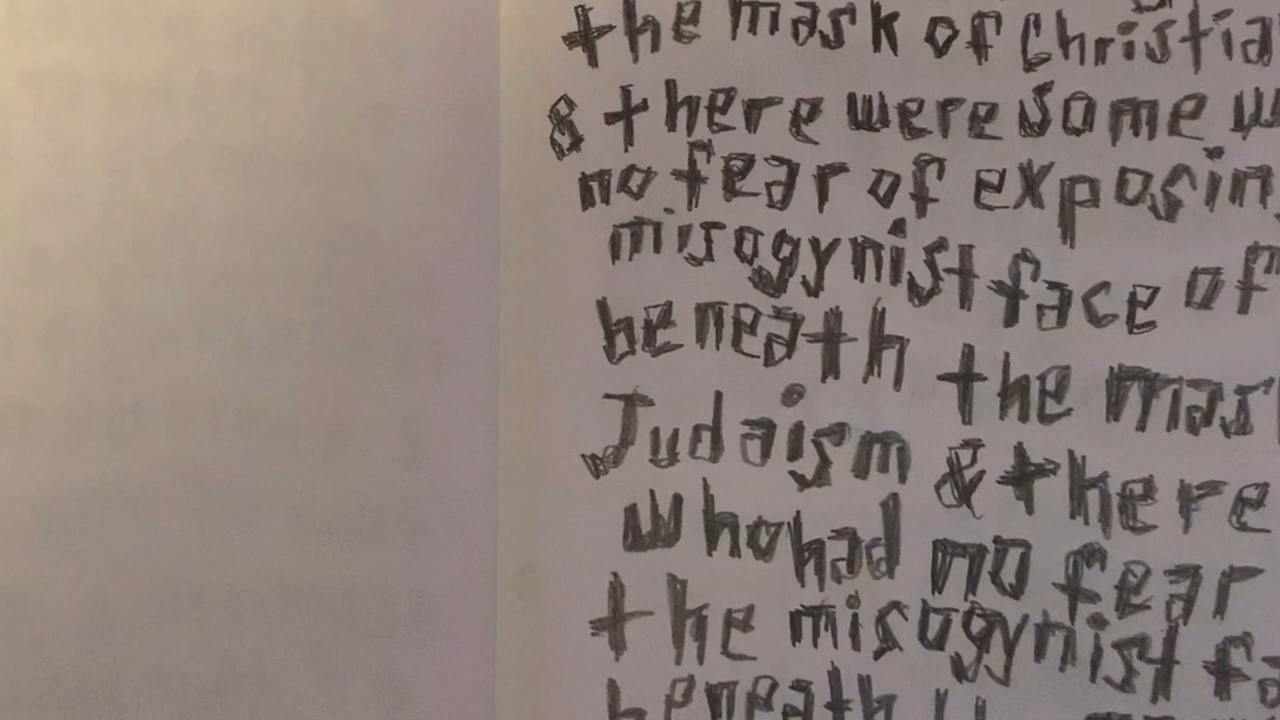 the mask of Christia
& there were some w
no fear of exposin
misogynist face of
beneath the mas
Judaism & there
who had no fear
the misogynist fa
beneath